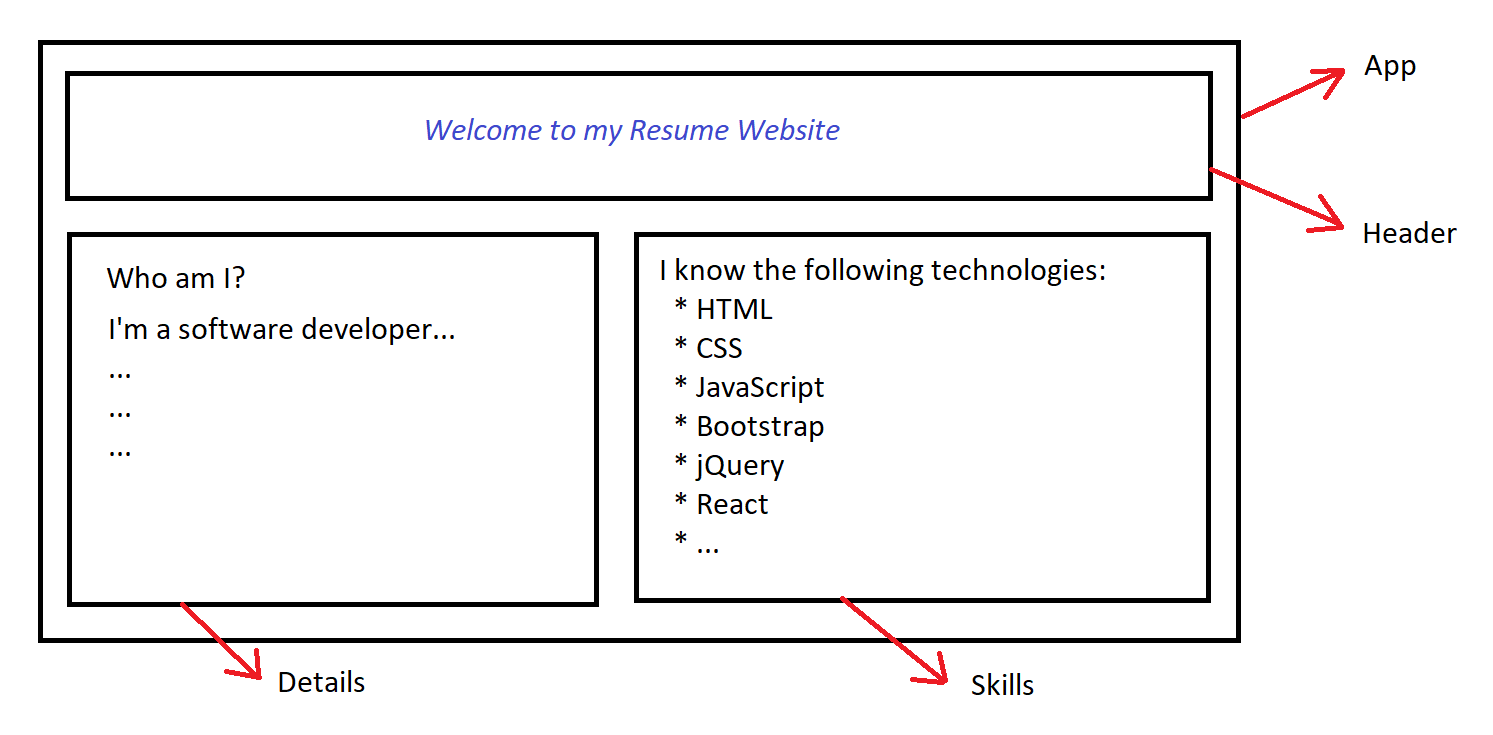 App
Welcome to my Resume Website
Header
Who am I?
I'm a software developer...
...
...
...
I know the following technologies:
* HTML
* CSS
* JavaScript
* Bootstrap
* jQuery
* React
* ...
Details
Skills